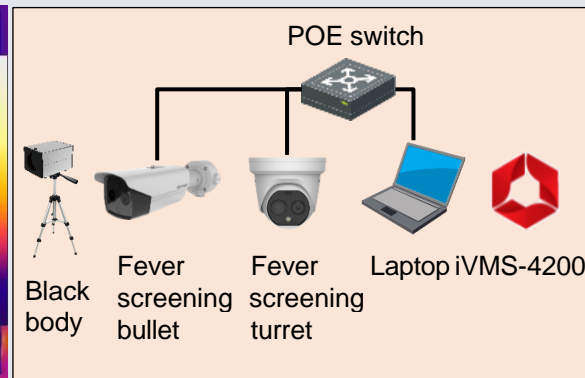 POE switch
Black
body
Fever
screening
bullet
Fever
screening
turret
Laptop iVMS-4200